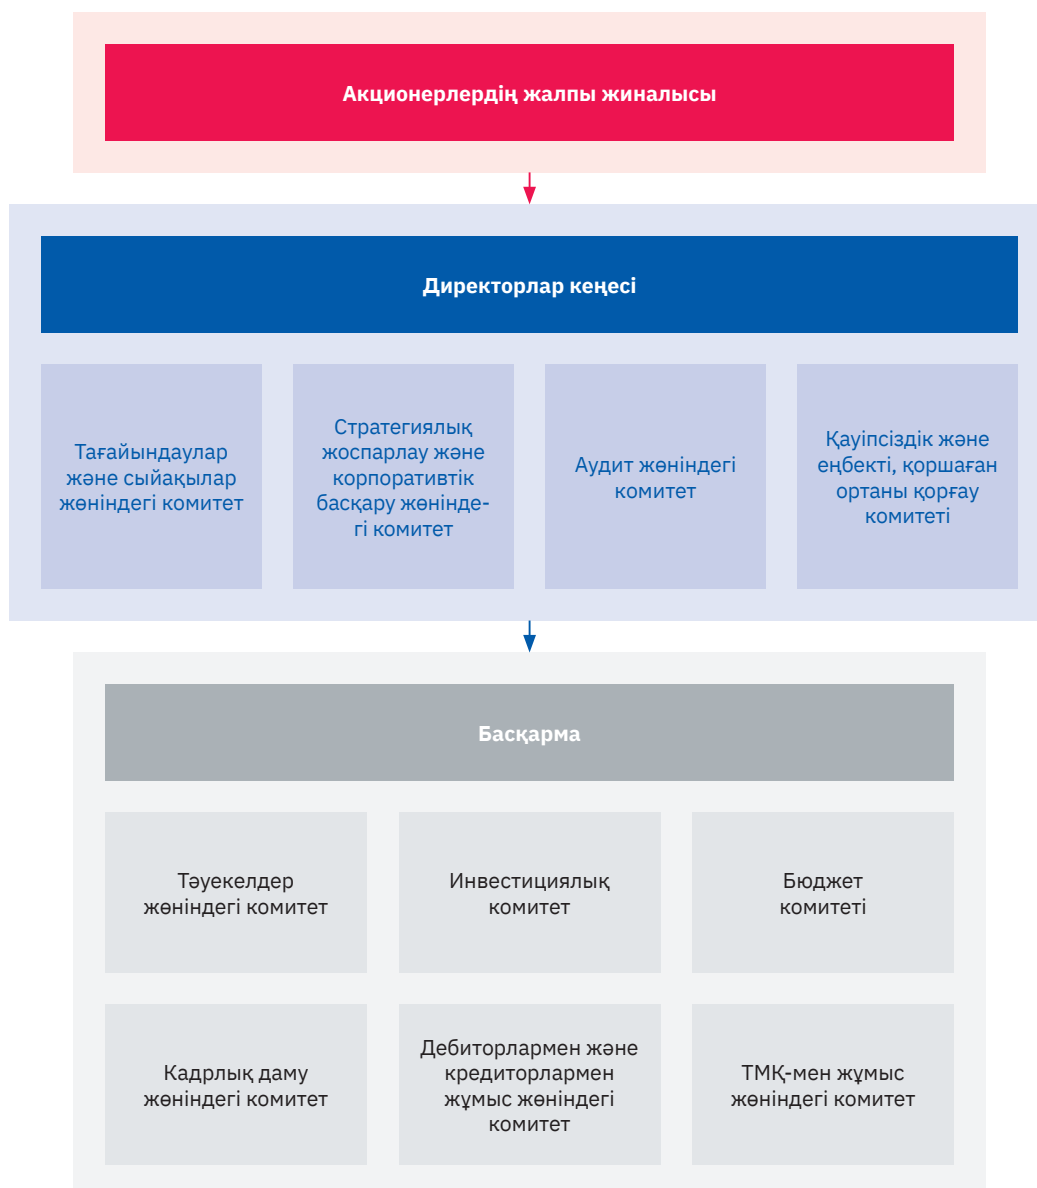 Акционерлердің жалпы жиналысы
Директорлар кеңесі
Тағайындаулар
және сыйақылар
жөніндегі комитет
Стратегиялық
жоспарлау және
корпоративтік
басқару жөнінде-
гі комитет
Аудит жөніндегі
комитет
Қауіпсіздік және
еңбекті, қоршаған
ортаны қорғау
комитеті
Басқарма
Тәуекелдер
жөніндегі комитет
Инвестициялық
комитет
Бюджет
комитеті
Кадрлық даму
жөніндегі комитет
Дебиторлармен және
кредиторлармен
жұмыс жөніндегі
комитет
ТМҚ-мен жұмыс
жөніндегі комитет